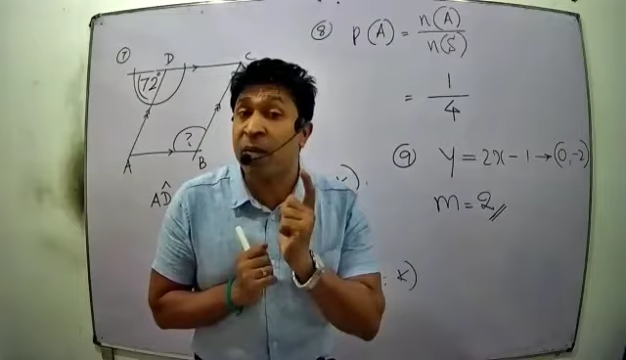 ⑦
D
C
72°
?
A
B
AD̂
⑧ P(A) = n(A)
n(S)
= 1
4
⑨ y = 2x - 1 → (0, -2)
m = 2
x)